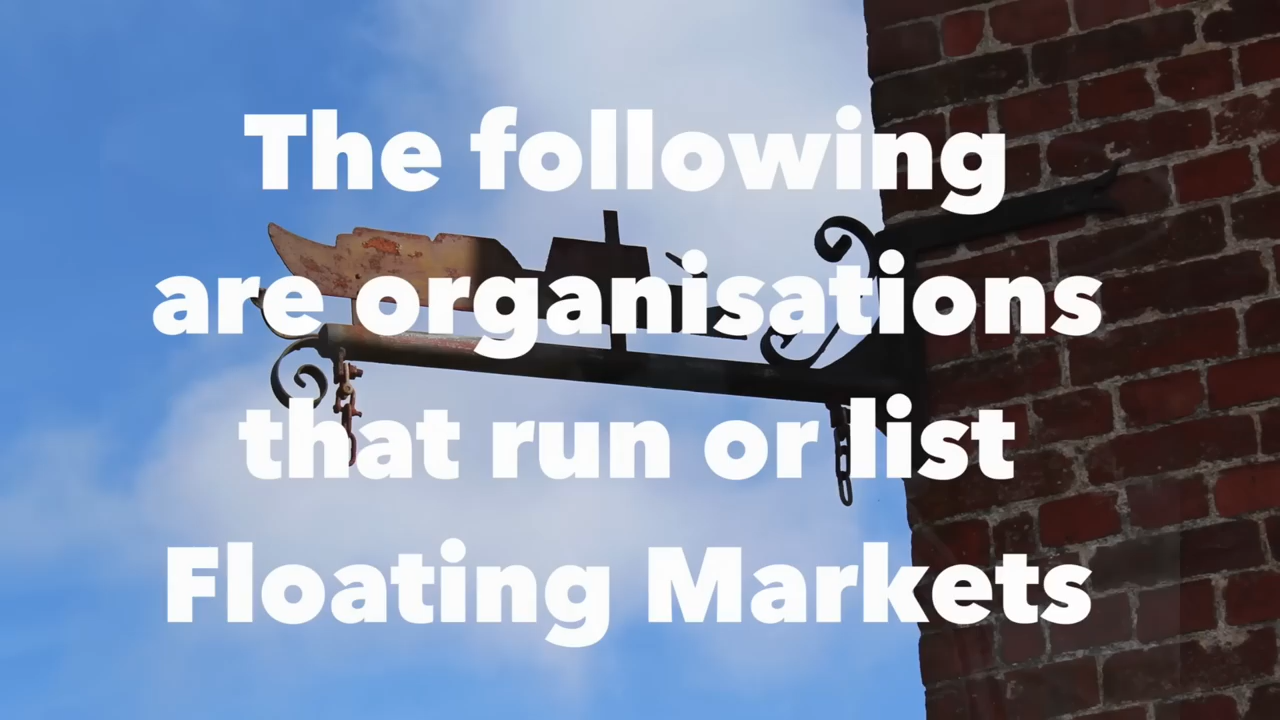 The following
are organisations
that run or list
Floating Markets